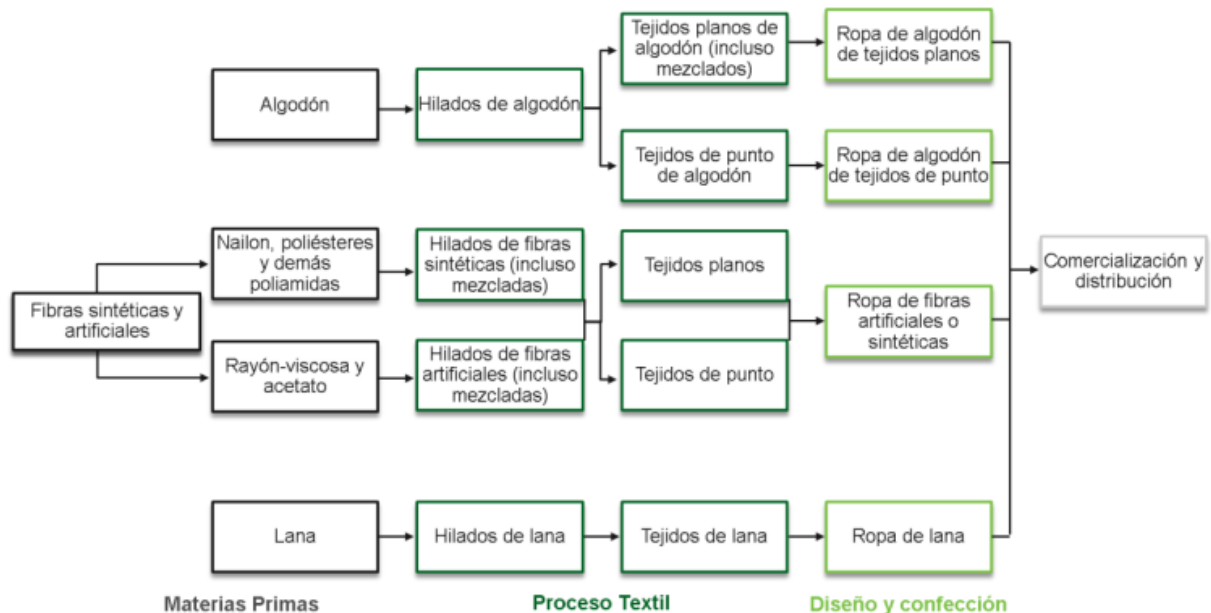 Algodón
Hilados de algodón
Tejidos planos de
algodón (incluso
mezclados)
Ropa de algodón
de tejidos planos
Tejidos de punto
de algodón
Ropa de algodón
de tejidos de punto
Fibras sintéticas y
artificiales
Nailon, poliésteres
y demás
poliamidas
Hilados de fibras
sintéticas (incluso
mezcladas)
Tejidos planos
Rayón-viscosa y
acetato
Hilados de fibras
artificiales (incluso
mezcladas)
Tejidos de punto
Ropa de fibras
artificiales o
sintéticas
Comercialización y
distribución
Lana
Hilados de lana
Tejidos de lana
Ropa de lana
Materias Primas
Proceso Textil
Diseño y confección